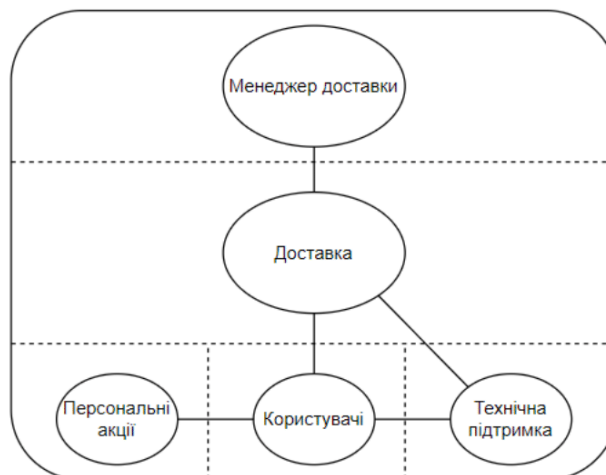 Менеджер доставки
Доставка
Персональні
акції
Користувачі
Технічна
підтримка